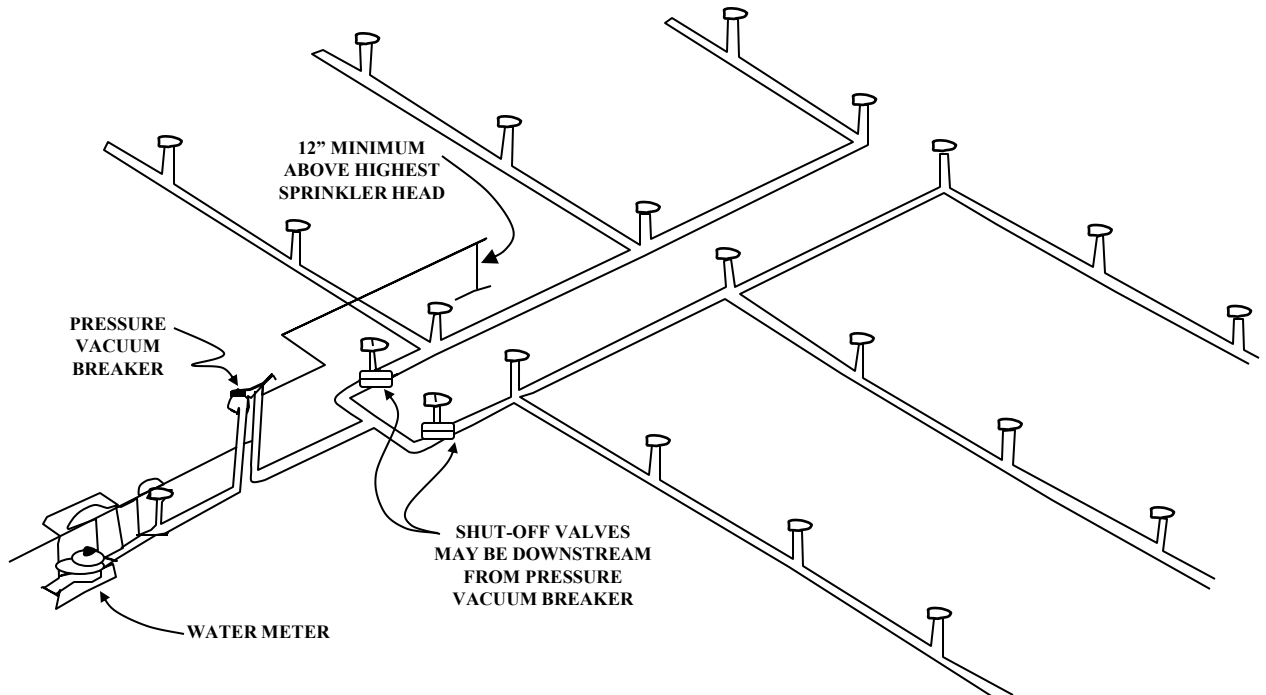 12” MINIMUM
ABOVE HIGHEST
SPRINKLER HEAD
PRESSURE
VACUUM
BREAKER
SHUT-OFF VALVES
MAY BE DOWNSTREAM
FROM PRESSURE
VACUUM BREAKER
WATER METER